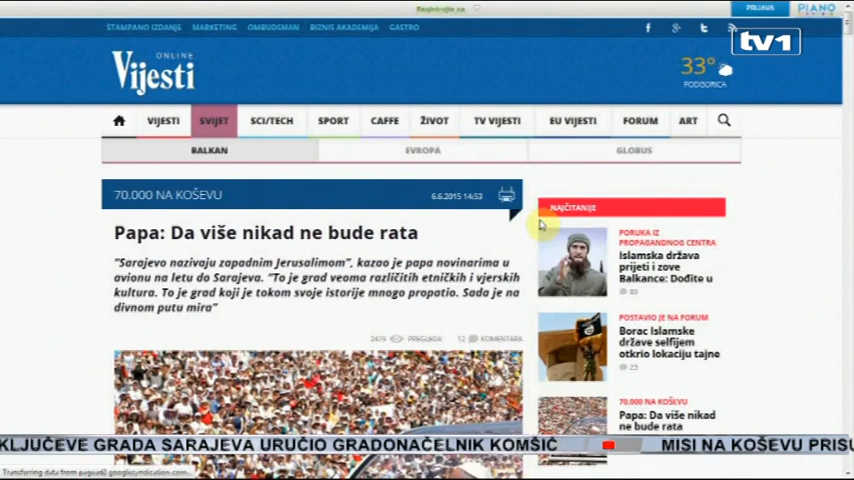 PRIJAVA
PIANO
ŠTAMPANO IZDANJE MARKETING OMBUDSMAN BIZNIS AKADEMIJA GASTRO
tv1
ONLINE
Vijesti
33°
PODGORICA
VIJESTI SVIJET SCI/TECH SPORT CAFFE ŽIVOT TV VIJESTI EU VIJESTI FORUM ART
BALKAN EVROPA GLOBUS
70.000 NA KOŠEVU 6.6.2015 14:53
Papa: Da više nikad ne bude rata
"Sarajevo nazivaju zapadnim Jerusalimom", kazao je papa novinarima u
avionu na letu do Sarajeva. "To je grad veoma različitih etničkih i vjerskih
kultura. To je grad koji je tokom svoje istorije mnogo propatio. Sada je na
divnom putu mira"
2479 PREGLEDA 12 KOMENTARA
NAJČITANIJE
PORUKA IZ
PROPAGANDNOG CENTRA
Islamska država
prijeti i zove
Balkance: Dođite u
POSTAVIO JE NA FORUM
Borac Islamske
države selfijem
otkrio lokaciju tajne
70.000 NA KOŠEVU
Papa: Da više nikad
ne bude rata
KLJUČEVE GRADA SARAJEVA URUČIO GRADONAČELNIK KOMŠIĆ MISI NA KOŠEVU PRISU
Transferring data from pagead2.googlesyndication.com...